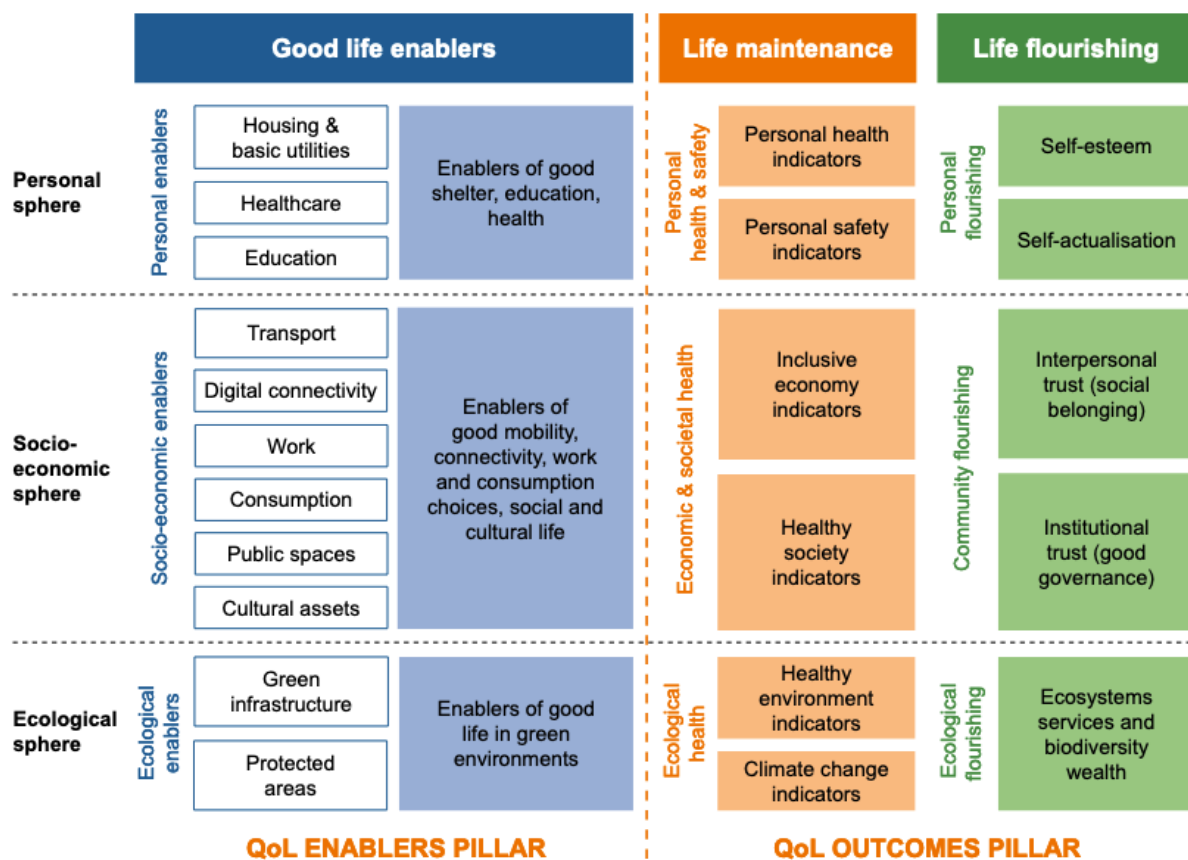 Good life enablers
Life maintenance
Life flourishing
Personal
sphere
Personal enablers
Housing &
basic utilities
Healthcare
Education
Enablers of good
shelter, education,
health
Personal
health & safety
Personal health
indicators
Personal safety
indicators
Personal
flourishing
Self-esteem
Self-actualisation
Socio-
economic
sphere
Socio-economic enablers
Transport
Digital connectivity
Work
Consumption
Public spaces
Cultural assets
Enablers of
good mobility,
connectivity, work
and consumption
choices, social and
cultural life
Economic & societal health
Inclusive
economy
indicators
Healthy
society
indicators
Community flourishing
Interpersonal
trust (social
belonging)
Institutional
trust (good
governance)
Ecological
sphere
Ecological
enablers
Green
infrastructure
Protected
areas
Enablers of good
life in green
environments
Ecological
health
Healthy
environment
indicators
Climate change
indicators
Ecological
flourishing
Ecosystems
services and
biodiversity
wealth
QoL ENABLERS PILLAR
QoL OUTCOMES PILLAR